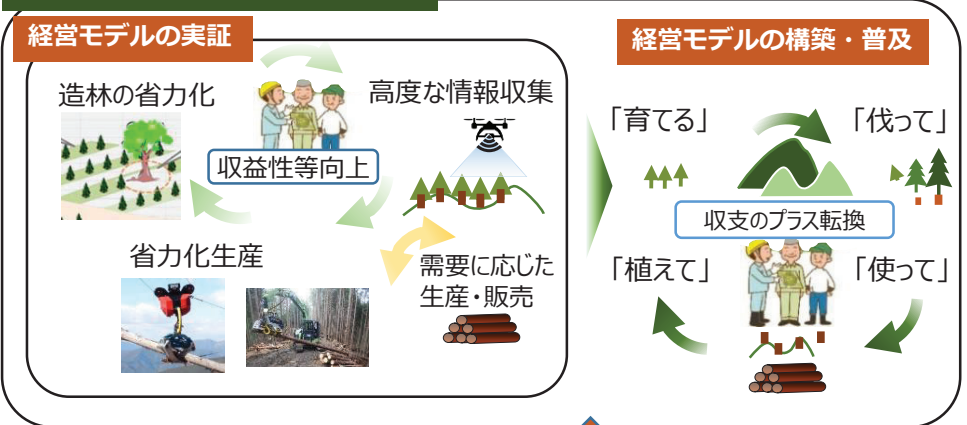 経営モデルの実証
造林の省力化
高度な情報収集
収益性等向上
省力化生産
需要に応じた
生産・販売
経営モデルの構築・普及
「育てる」
「伐って」
収支のプラス転換
「植えて」
「使って」